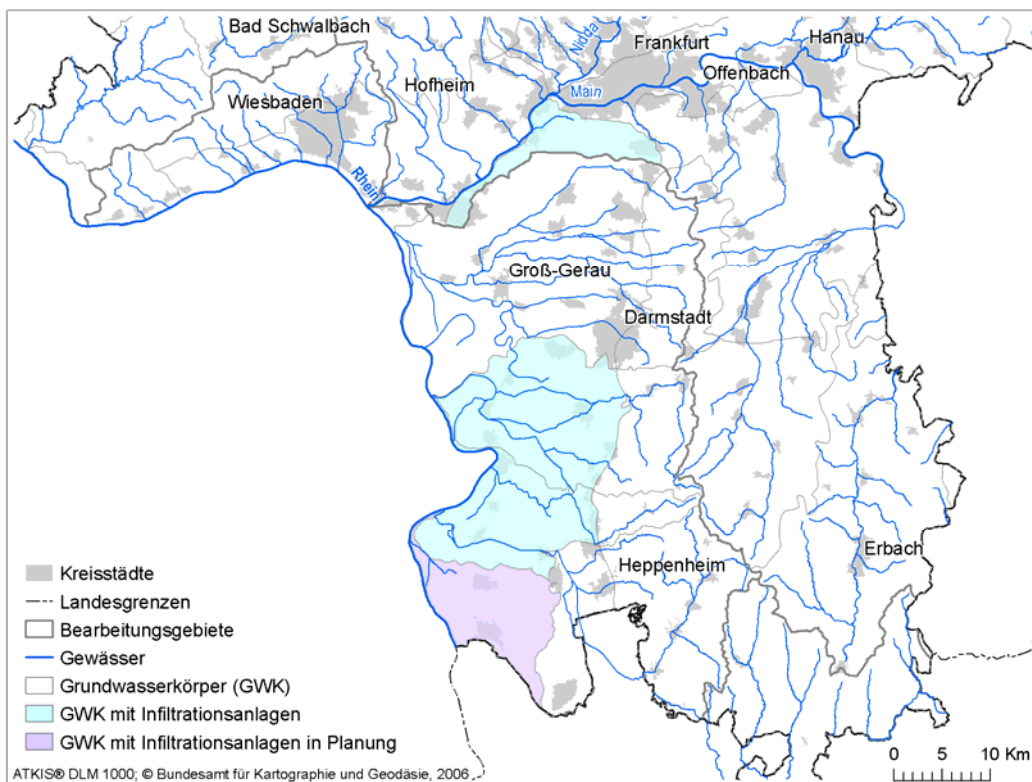 Bad Schwalbach
Nidda
Frankfurt
Hanau
Hofheim
Main
Offenbach
Wiesbaden
Rhein
Groß-Gerau
Darmstadt
Erbach
Heppenheim
Kreisstädte
Landesgrenzen
Bearbeitungsgebiete
Gewässer
Grundwasserkörper (GWK)
GWK mit Infiltrationsanlagen
GWK mit Infiltrationsanlagen in Planung
0 5 10 Km
ATKIS® DLM 1000; © Bundesamt für Kartographie und Geodäsie, 2006